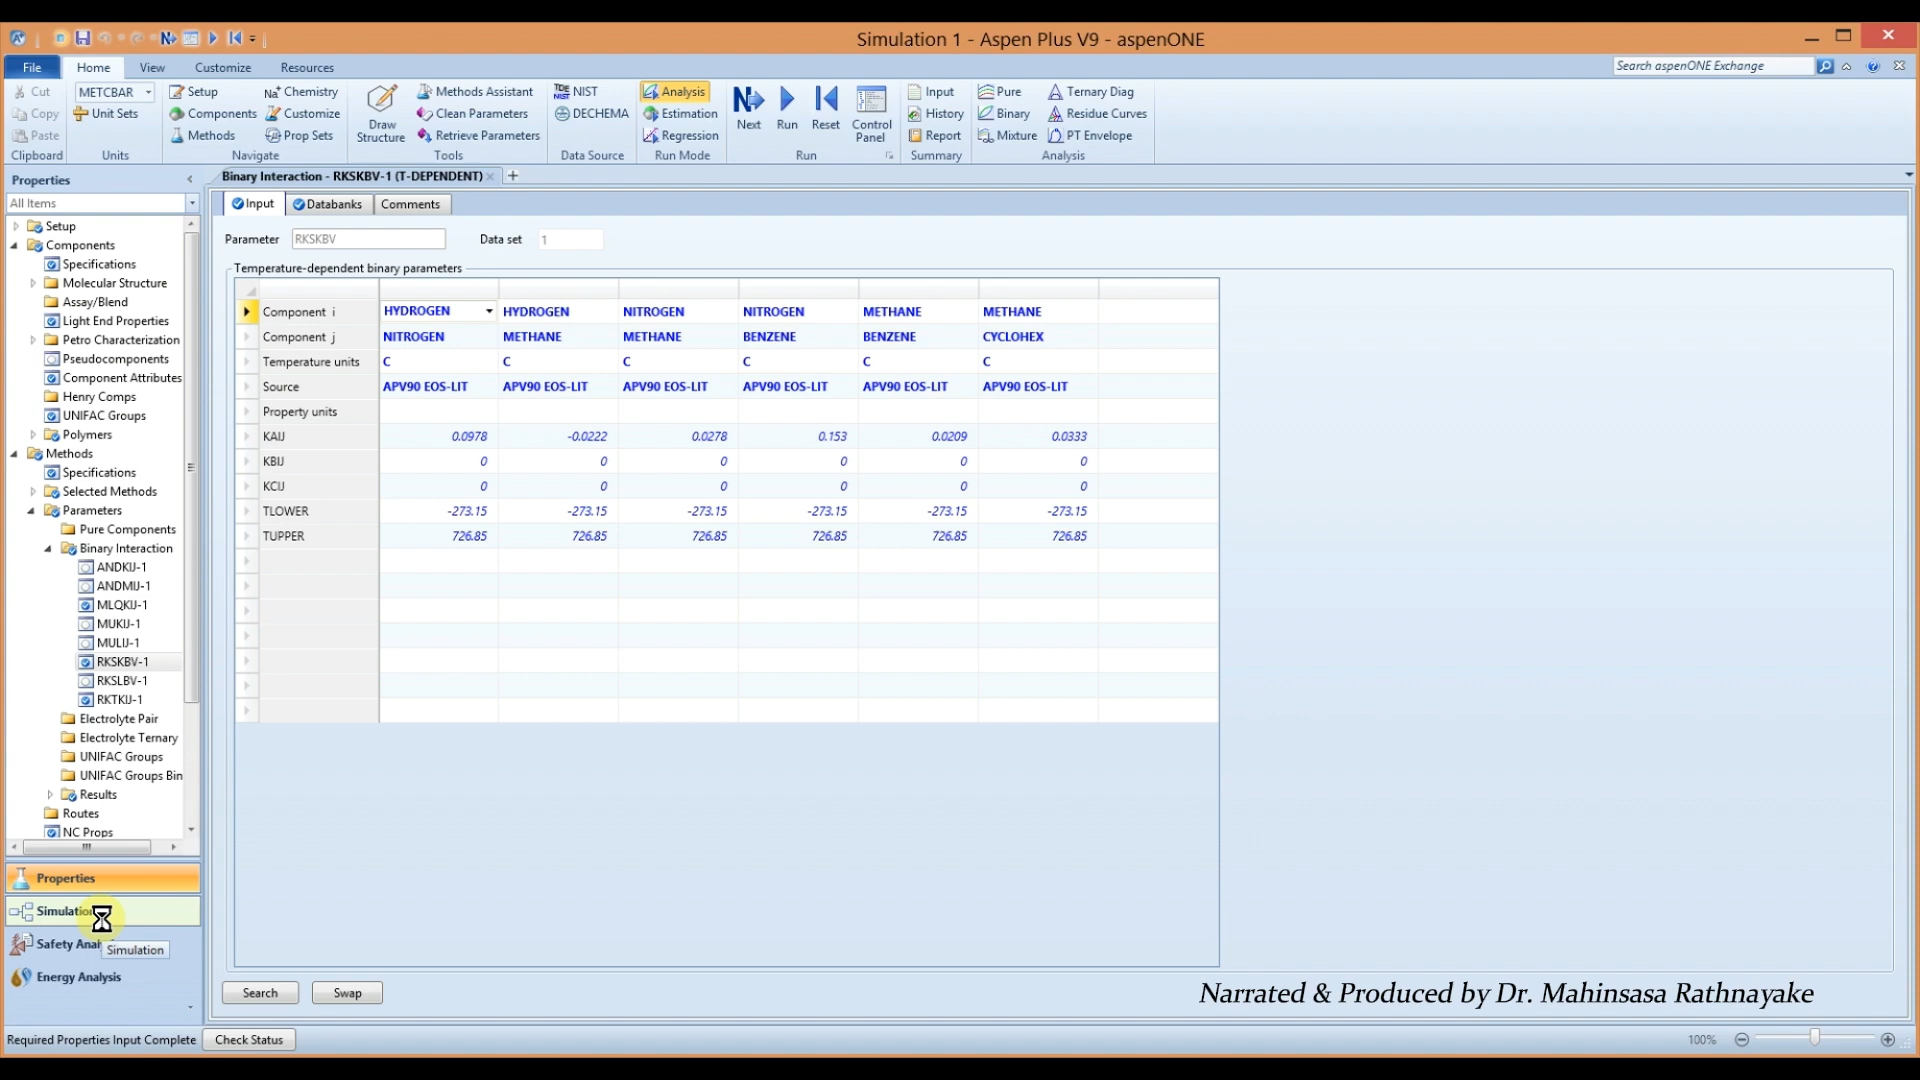 Simulation 1 - Aspen Plus V9 - aspenONE
File Home View Customize Resources Search aspenONE Exchange
Cut METCBAR Setup Chemistry Methods Assistant NIST Analysis Input Pure Ternary Diag
Copy Unit Sets Components Customize Clean Parameters DECHEMA Estimation History Binary Residue Curves
Paste Methods Prop Sets Draw Structure Retrieve Parameters Regression Next Run Reset Control Panel Report Mixture PT Envelope
Clipboard Units Navigate Tools Data Source Run Mode Run Summary Analysis
Properties
All Items
Setup
Components
Specifications
Molecular Structure
Assay/Blend
Light End Properties
Petro Characterization
Pseudocomponents
Component Attributes
Henry Comps
UNIFAC Groups
Polymers
Methods
Specifications
Selected Methods
Parameters
Pure Components
Binary Interaction
ANDKIJ-1
ANDMIJ-1
MLQKIJ-1
MUKIJ-1
MULIJ-1
RKSKBV-1
RKSLBV-1
RKTKIJ-1
Electrolyte Pair
Electrolyte Ternary
UNIFAC Groups
UNIFAC Groups Bin
Results
Routes
NC Props
Properties
Simulation
Safety Anal
Simulation
Energy Analysis
Binary Interaction - RKSKBV-1 (T-DEPENDENT)
Input Databanks Comments
Parameter RKSKBV Data set 1
Temperature-dependent binary parameters
Component i HYDROGEN HYDROGEN NITROGEN NITROGEN METHANE METHANE
Component j NITROGEN METHANE METHANE BENZENE BENZENE CYCLOHEX
Temperature units C C C C C C
Source APV90 EOS-LIT APV90 EOS-LIT APV90 EOS-LIT APV90 EOS-LIT APV90 EOS-LIT APV90 EOS-LIT
Property units
KAIJ 0.0978 -0.0222 0.0278 0.153 0.0209 0.0333
KBIJ 0 0 0 0 0 0
KCIJ 0 0 0 0 0 0
TLOWER -273.15 -273.15 -273.15 -273.15 -273.15 -273.15
TUPPER 726.85 726.85 726.85 726.85 726.85 726.85
Search Swap
Narrated & Produced by Dr. Mahinsasa Rathnayake
Required Properties Input Complete Check Status 100%